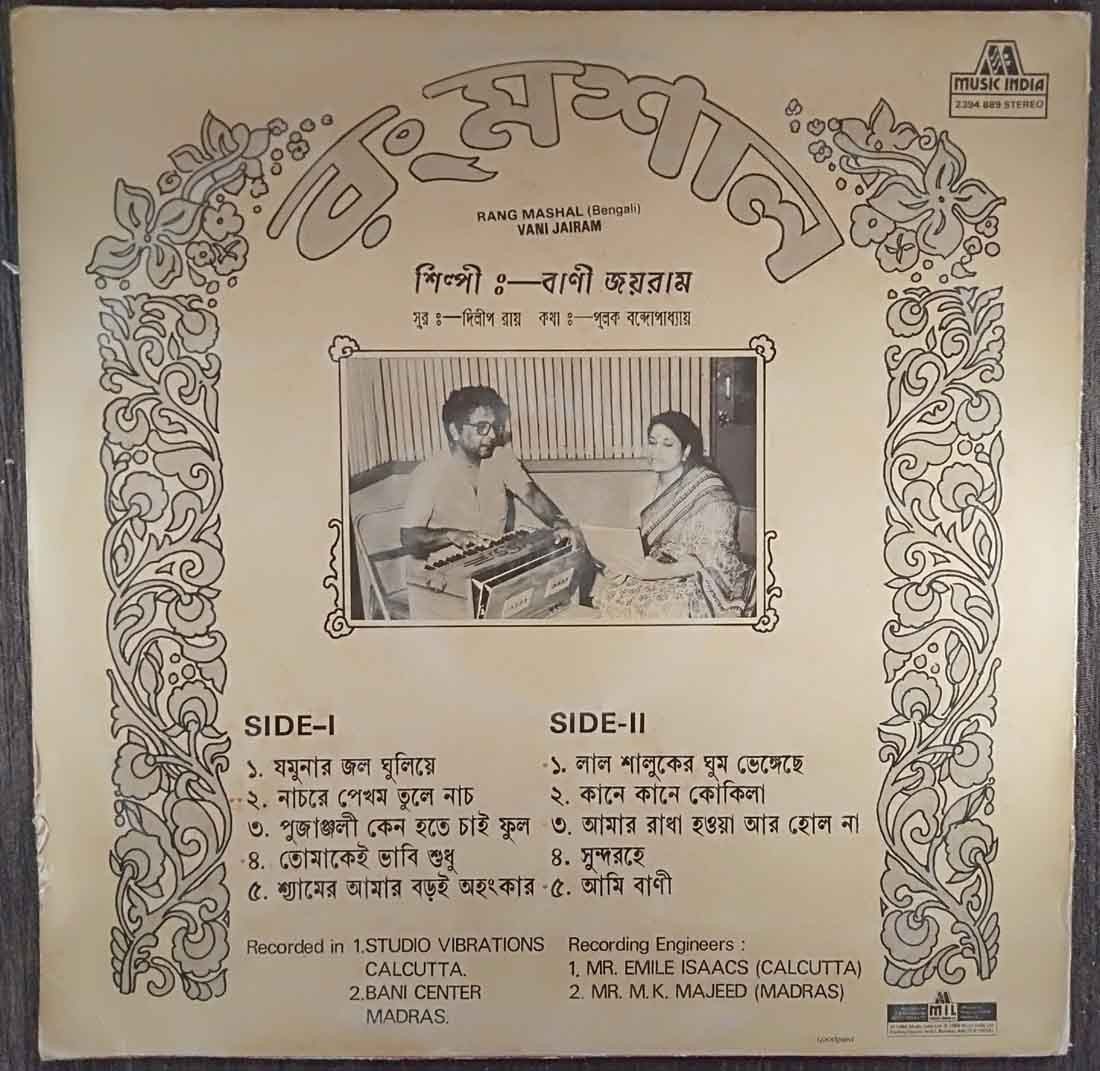 MUSIC INDIA
2394 889 STEREO
রংমশাল
RANG MASHAL (Bengali)
VANI JAIRAM
শিল্পী ঃ—বাণী জয়রাম
সুর ঃ—দিলীপ রায় কথা ঃ—পুলক বন্দোপাধ্যায়
SIDE-I
১. যমুনার জল ঘুলিয়ে
২. নাচরে পেখম তুলে নাচ
৩. পুজাঞ্জলী কেন হতে চাই ফুল
৪. তোমাকেই ভাবি শুধু
৫. শ্যামের আমার বড়ই অহংকার
SIDE-II
১. লাল শালুকের ঘুম ভেঙ্গেছে
২. কানে কানে কোকিলা
৩. আমার রাধা হওয়া আর হোল না
৪. সুন্দরহে
৫. আমি বাণী
Recorded in 1.STUDIO VIBRATIONS
CALCUTTA.
2.BANI CENTER
MADRAS.
Recording Engineers :
1. MR. EMILE ISAACS (CALCUTTA)
2. MR. M.K. MAJEED (MADRAS)
MIL